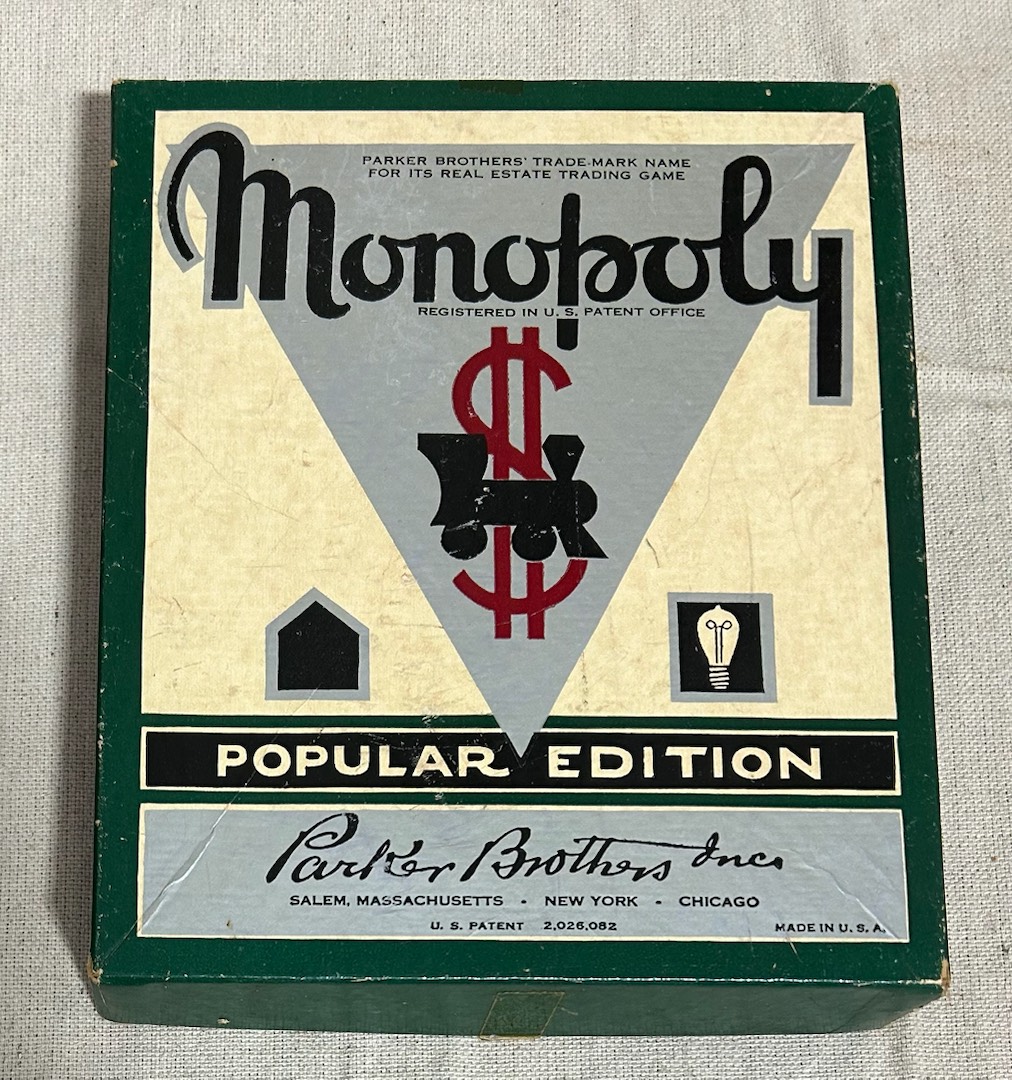 PARKER BROTHERS' TRADE-MARK NAME
FOR ITS REAL ESTATE TRADING GAME
Monopoly
REGISTERED IN U. S. PATENT OFFICE
$
POPULAR EDITION
Parker Brothers Inc.
SALEM, MASSACHUSETTS • NEW YORK • CHICAGO
U. S. PATENT 2,026,082
MADE IN U. S. A.